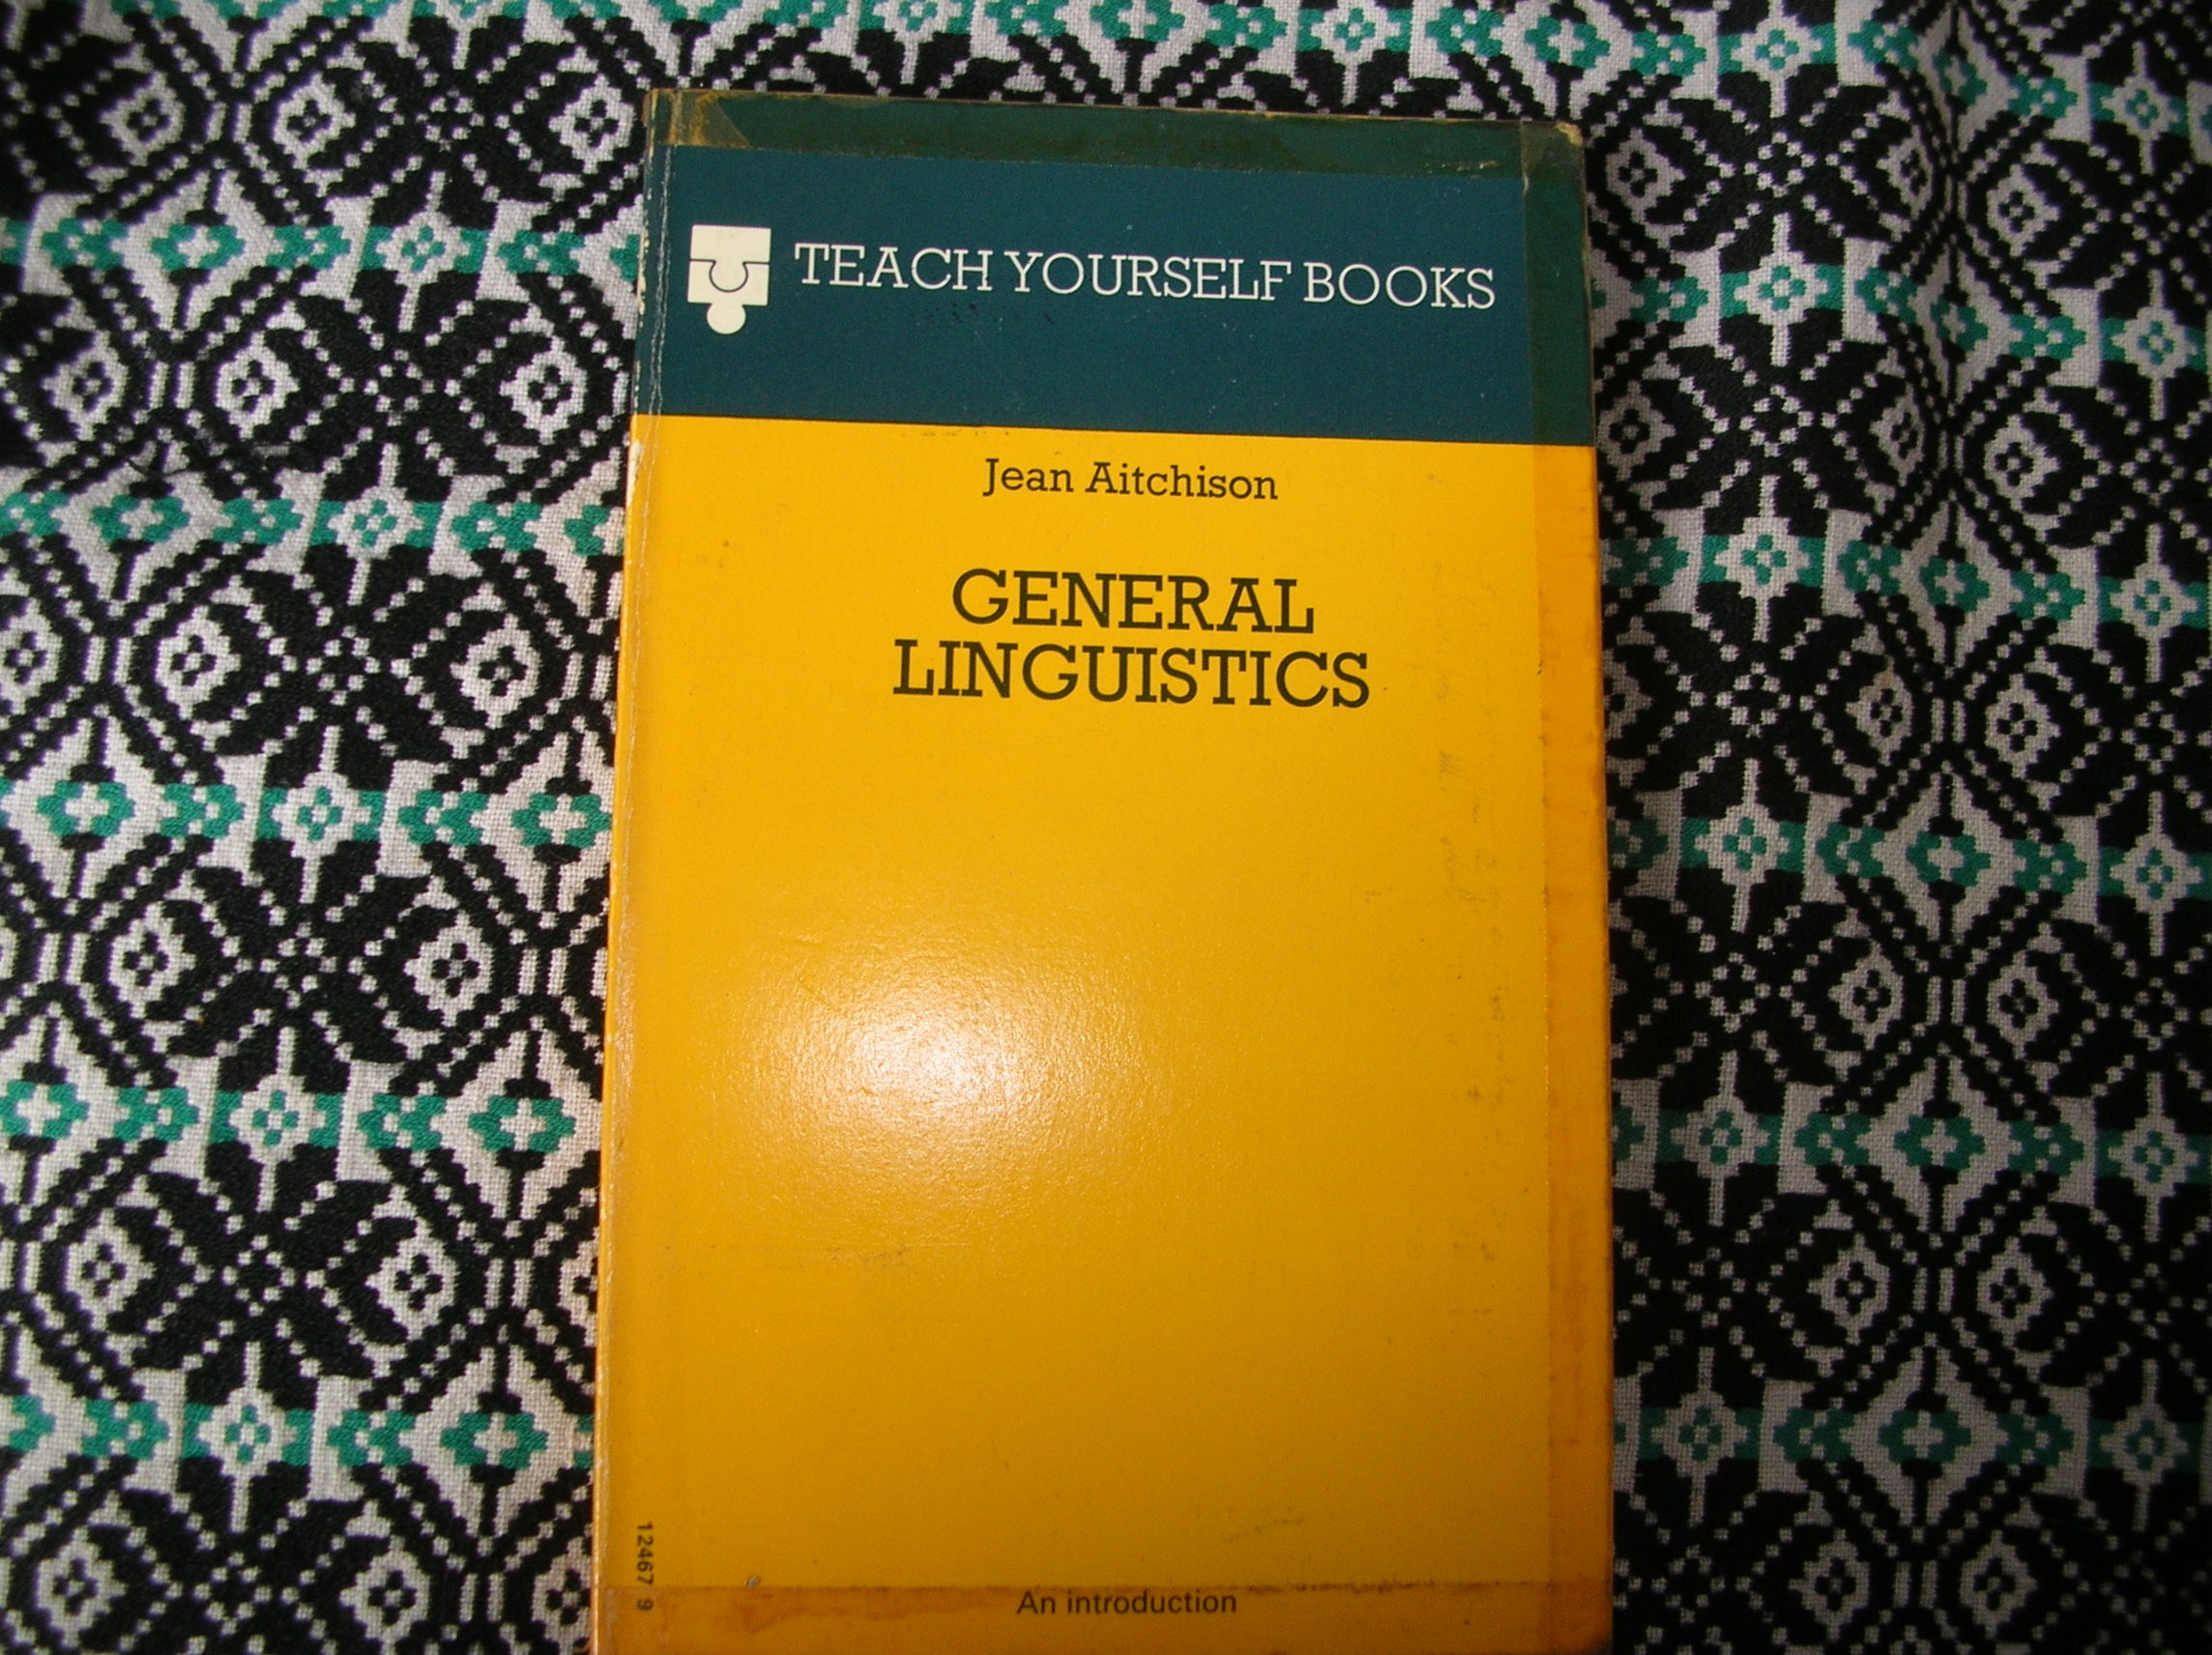 TEACH YOURSELF BOOKS
Jean Aitchison
GENERAL
LINGUISTICS
12467 9
An introduction